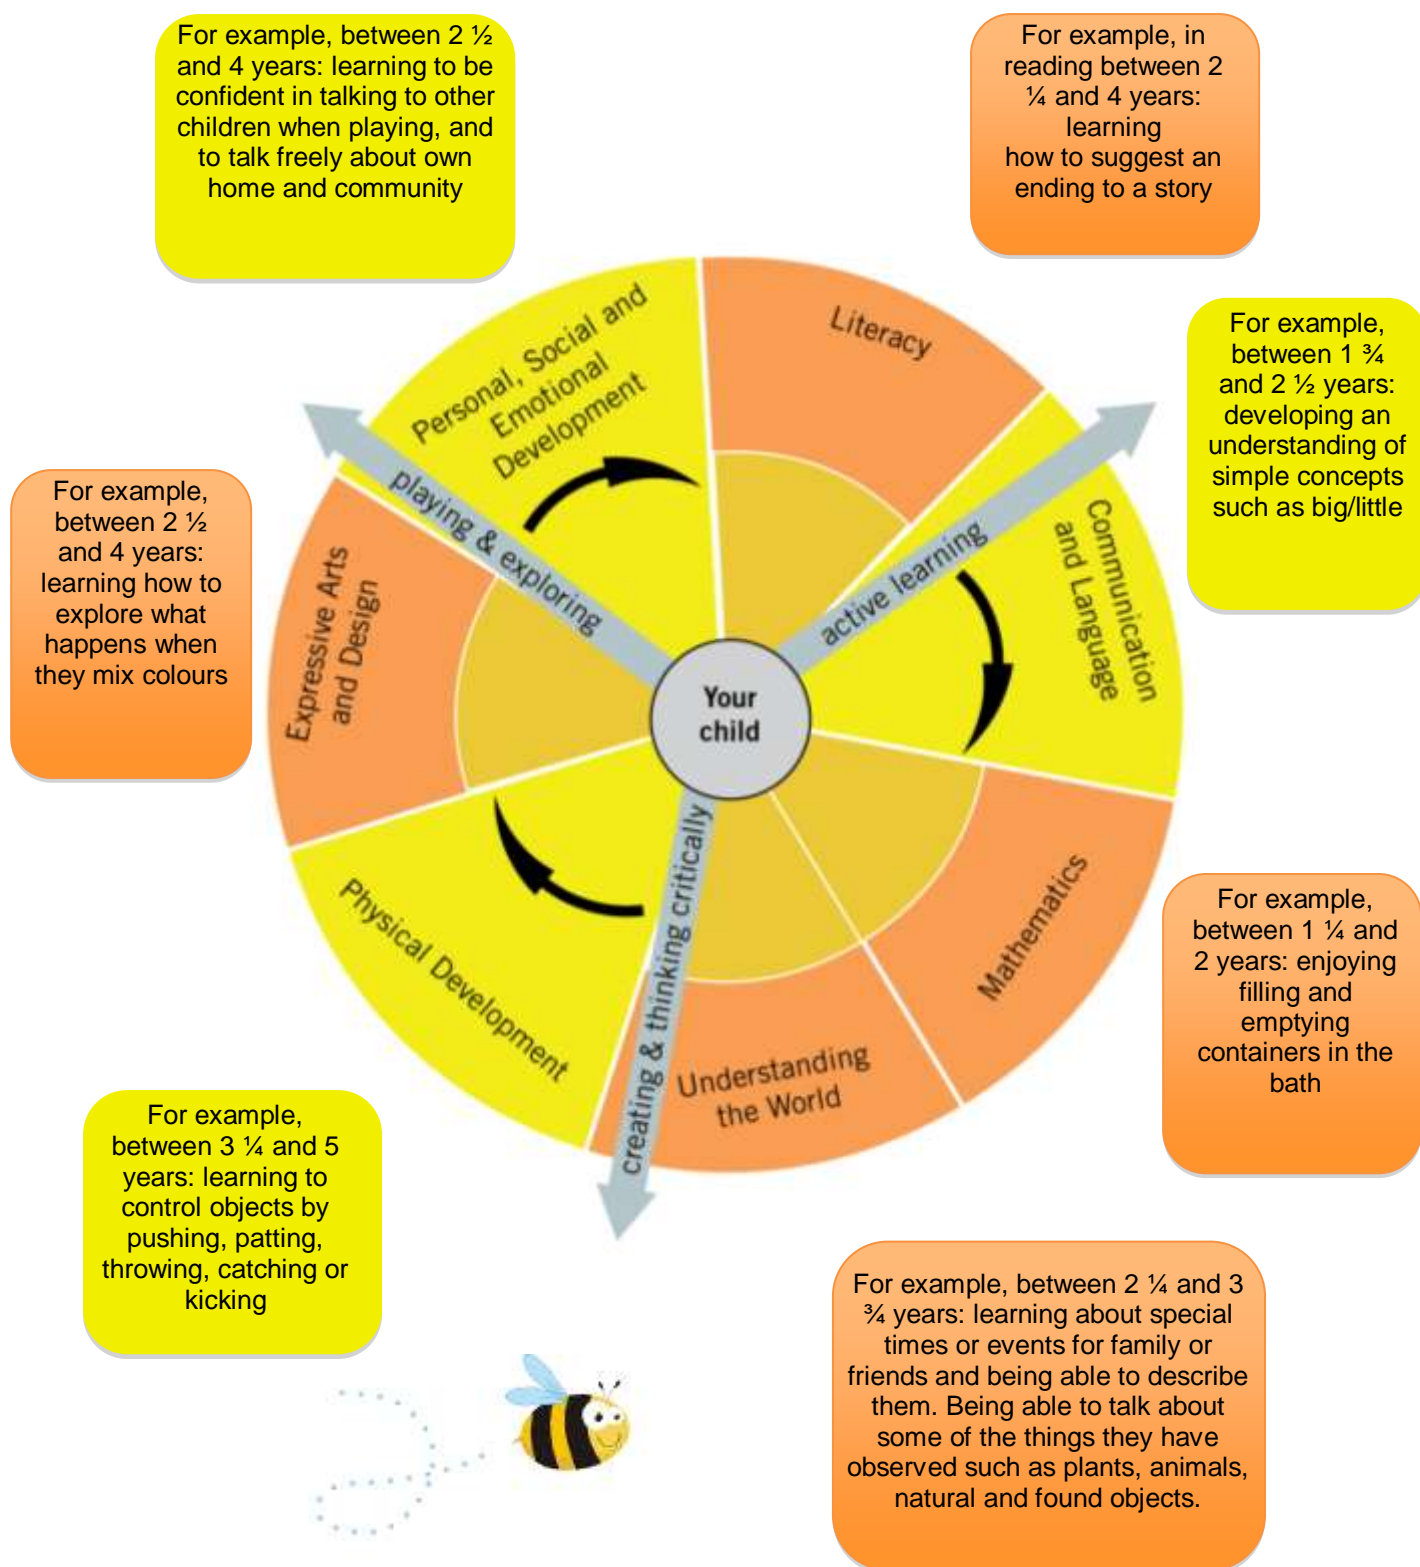 For example, between 2 ½
and 4 years: learning to be
confident in talking to other
children when playing, and
to talk freely about own
home and community
For example, in
reading between 2
¼ and 4 years:
learning
how to suggest an
ending to a story
For example,
between 1 ¾
and 2 ½ years:
developing an
understanding of
simple concepts
such as big/little
For example,
between 2 ½
and 4 years:
learning how to
explore what
happens when
they mix colours
Personal, Social and
Emotional
Development
Literacy
Communication
and Language
playing & exploring
active learning
Expressive Arts
and Design
Your
child
Physical Development
creating & thinking critically
Understanding
the World
Mathematics
For example,
between 1 ¼ and
2 years: enjoying
filling and
emptying
containers in the
bath
For example,
between 3 ¼ and 5
years: learning to
control objects by
pushing, patting,
throwing, catching or
kicking
For example, between 2 ¼ and 3
¾ years: learning about special
times or events for family or
friends and being able to describe
them. Being able to talk about
some of the things they have
observed such as plants, animals,
natural and found objects.